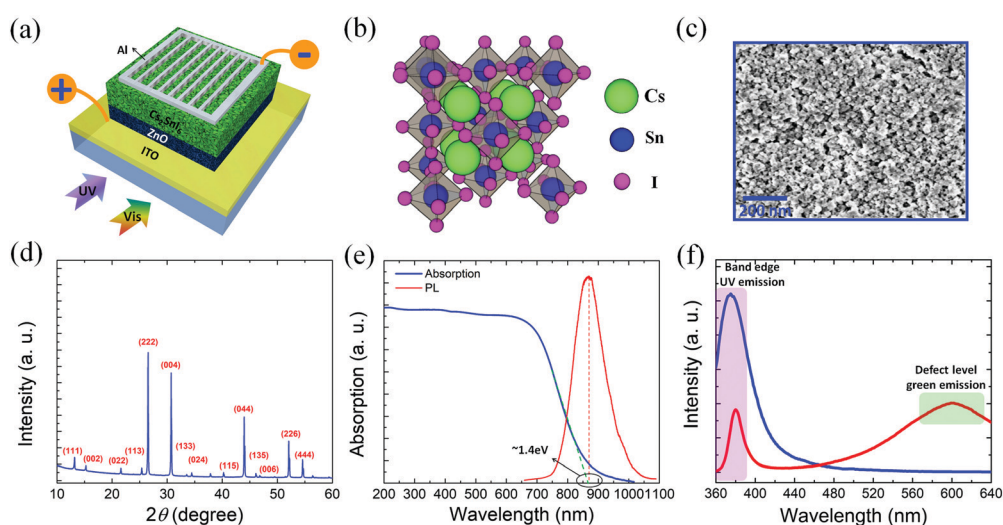 (a)
Al
−
+
Cs₂SnI₆
ZnO
ITO
UV
Vis
(b)
Cs
Sn
I
(c)
200 nm
(d)
Intensity (a. u.)
(111)
(002)
(022)
(113)
(222)
(004)
(133)
(024)
(115)
(044)
(135)
(006)
(226)
(444)
10 20 30 40 50 60
2θ (degree)
(e)
Absorption (a. u.)
Absorption
PL
~1.4eV
200 300 400 500 600 700 800 900 1000 1100
Wavelength (nm)
(f)
Intensity (a. u.)
Band edge
UV emission
Defect level
green emission
360 400 440 480 520 560 600 640
Wavelength (nm)